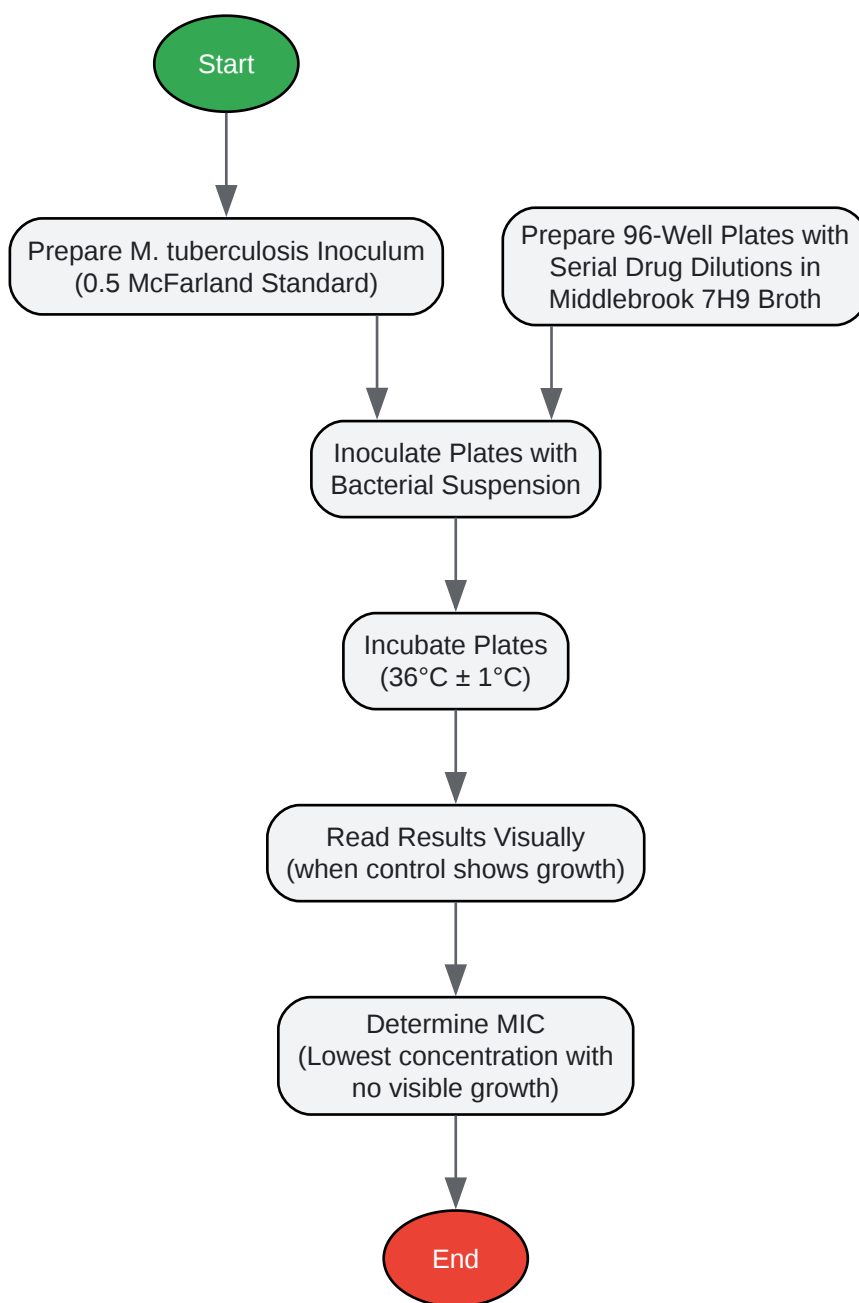 Start
Prepare M. tuberculosis Inoculum
(0.5 McFarland Standard)
Prepare 96-Well Plates with
Serial Drug Dilutions in
Middlebrook 7H9 Broth
Inoculate Plates with
Bacterial Suspension
Incubate Plates
(36°C ± 1°C)
Read Results Visually
(when control shows growth)
Determine MIC
(Lowest concentration with
no visible growth)
End